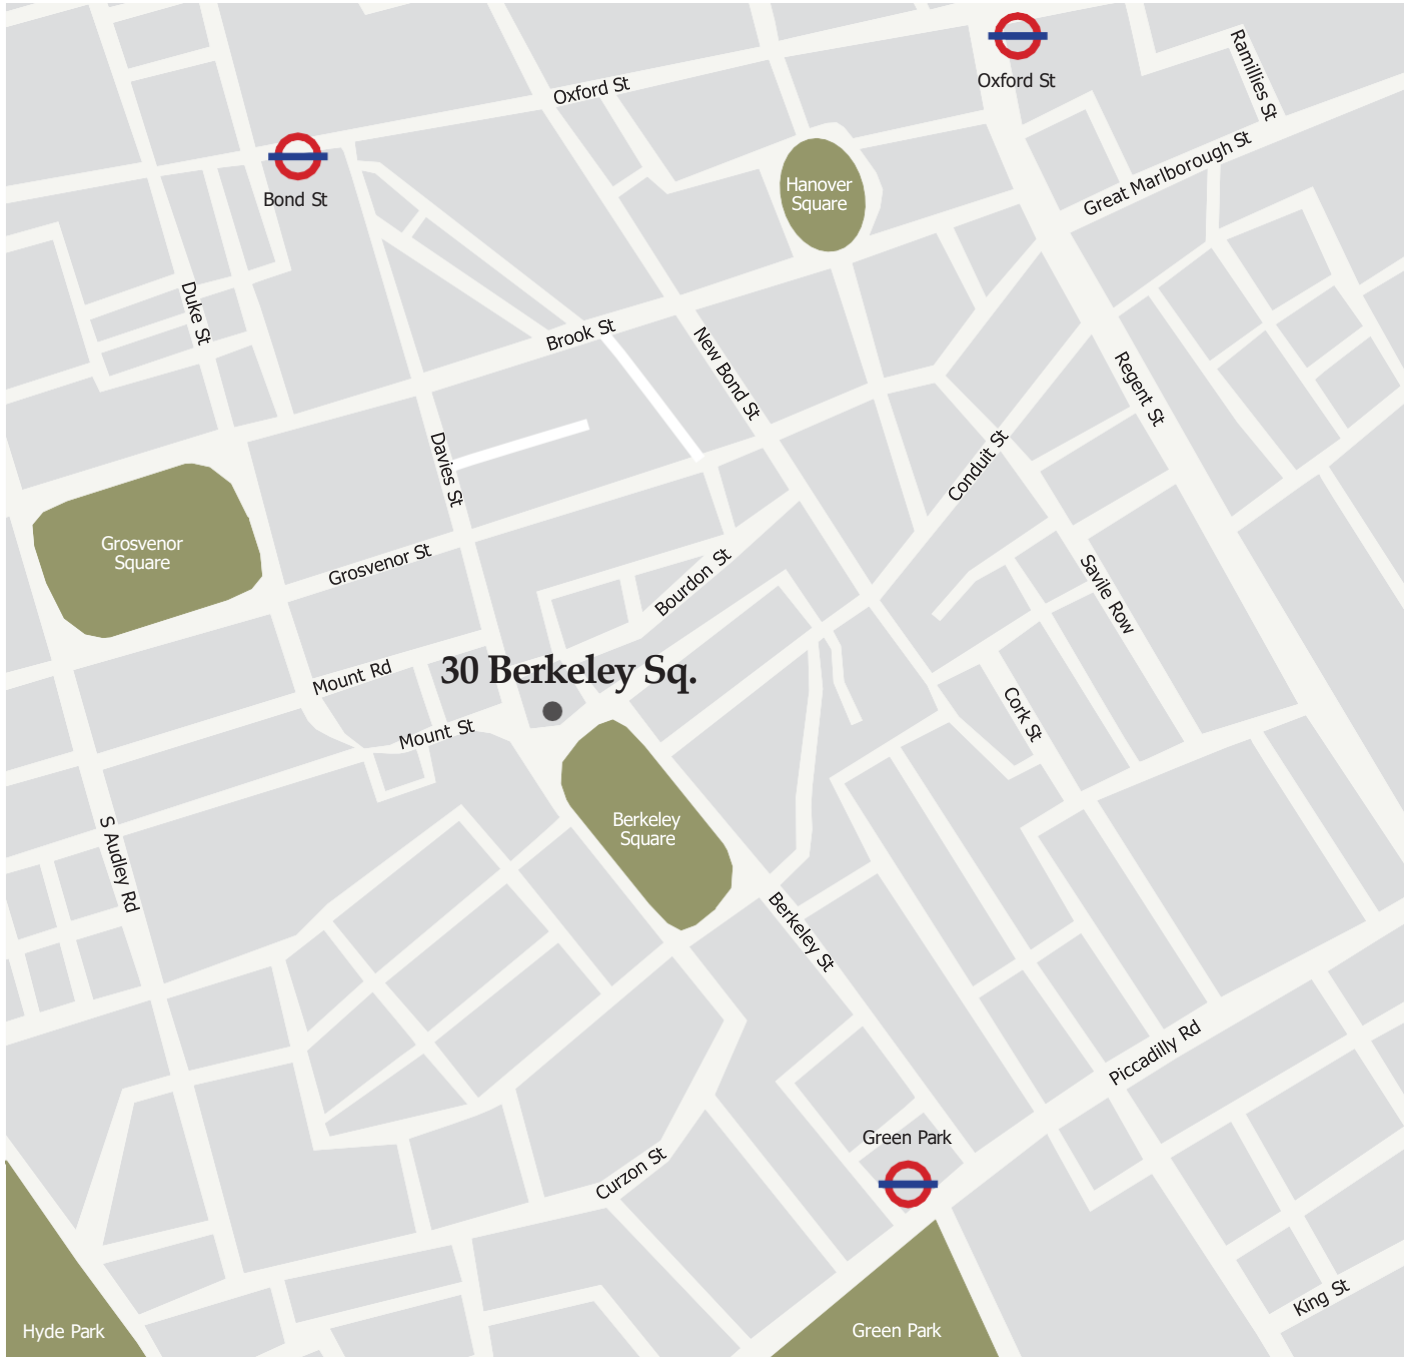 Oxford St
Ramillies St
Oxford St
Great Marlborough St
Bond St
Hanover
Square
Duke St
Brook St
New Bond St
Regent St
Davies St
Conduit St
Grosvenor
Square
Grosvenor St
Bourdon St
Savile Row
Mount Rd
30 Berkeley Sq.
Cork St
Mount St
Berkeley
Square
S Audley Rd
Berkeley St
Piccadilly Rd
Green Park
Curzon St
King St
Hyde Park
Green Park